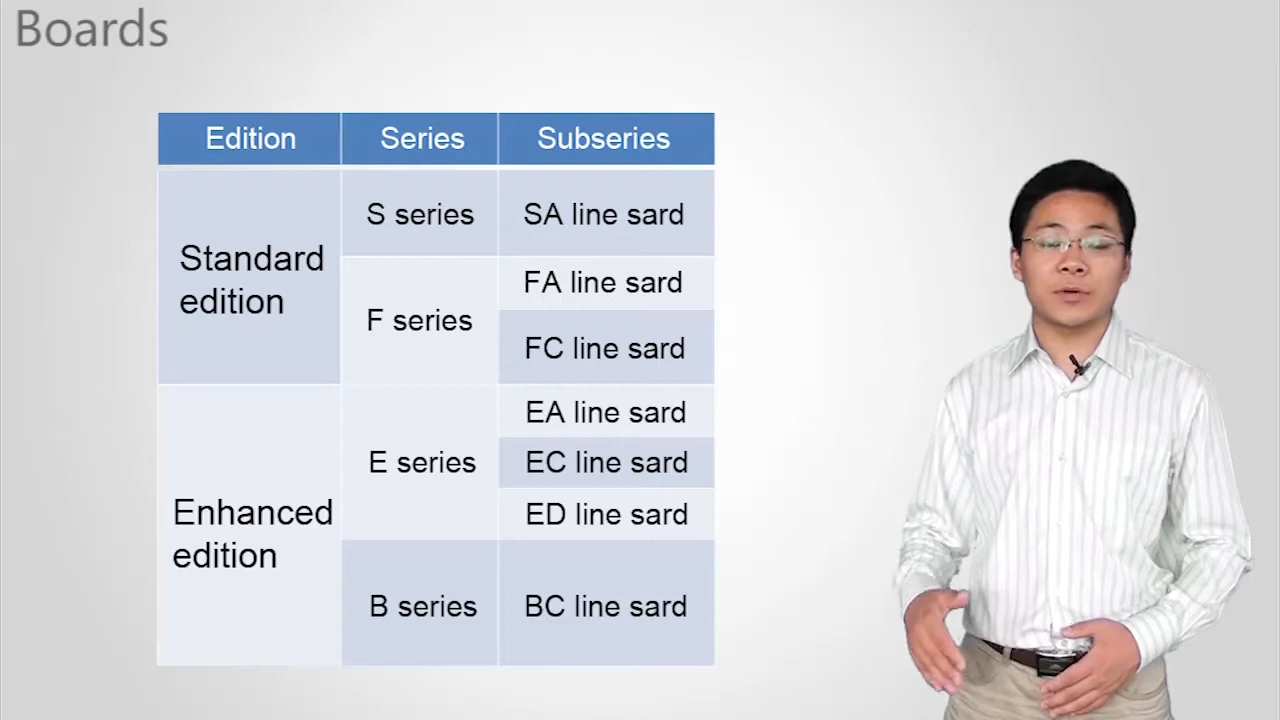 Boards
Edition Series Subseries
Standard
edition
S series
SA line sard
F series
FA line sard
FC line sard
Enhanced
edition
E series
EA line sard
EC line sard
ED line sard
B series
BC line sard